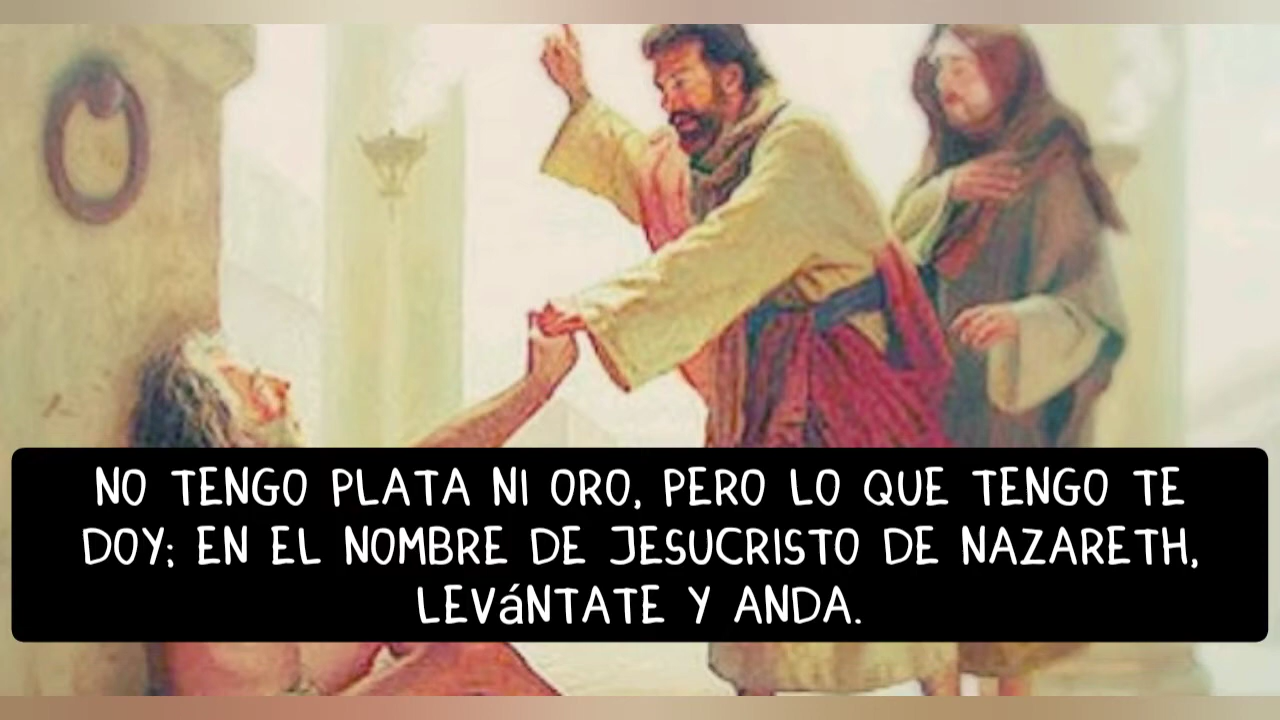 NO TENGO PLATA NI ORO, PERO LO QUE TENGO TE
DOY; EN EL NOMBRE DE JESUCRISTO DE NAZARETH,
LEVáNTATE Y ANDA.